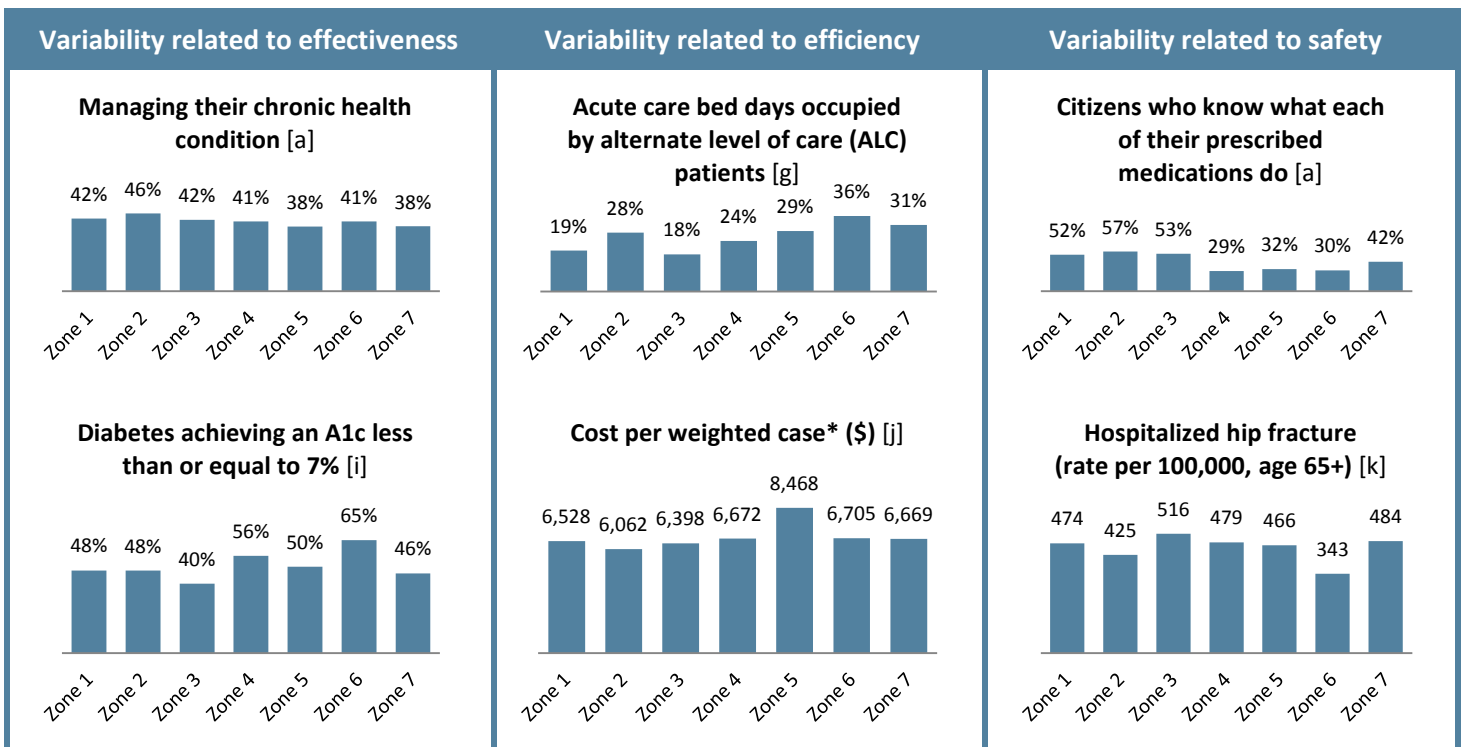 Variability related to effectiveness
Managing their chronic health
condition [a]
42% 46% 42% 41% 38% 41% 38%
Zone 1 Zone 2 Zone 3 Zone 4 Zone 5 Zone 6 Zone 7
Diabetes achieving an A1c less
than or equal to 7% [i]
48% 48% 40% 56% 50% 65% 46%
Zone 1 Zone 2 Zone 3 Zone 4 Zone 5 Zone 6 Zone 7
Variability related to efficiency
Acute care bed days occupied
by alternate level of care (ALC)
patients [g]
19% 28% 18% 24% 29% 36% 31%
Zone 1 Zone 2 Zone 3 Zone 4 Zone 5 Zone 6 Zone 7
Cost per weighted case* ($) [j]
6,528 6,062 6,398 6,672 8,468 6,705 6,669
Zone 1 Zone 2 Zone 3 Zone 4 Zone 5 Zone 6 Zone 7
Variability related to safety
Citizens who know what each
of their prescribed
medications do [a]
52% 57% 53% 29% 32% 30% 42%
Zone 1 Zone 2 Zone 3 Zone 4 Zone 5 Zone 6 Zone 7
Hospitalized hip fracture
(rate per 100,000, age 65+) [k]
474 425 516 479 466 343 484
Zone 1 Zone 2 Zone 3 Zone 4 Zone 5 Zone 6 Zone 7